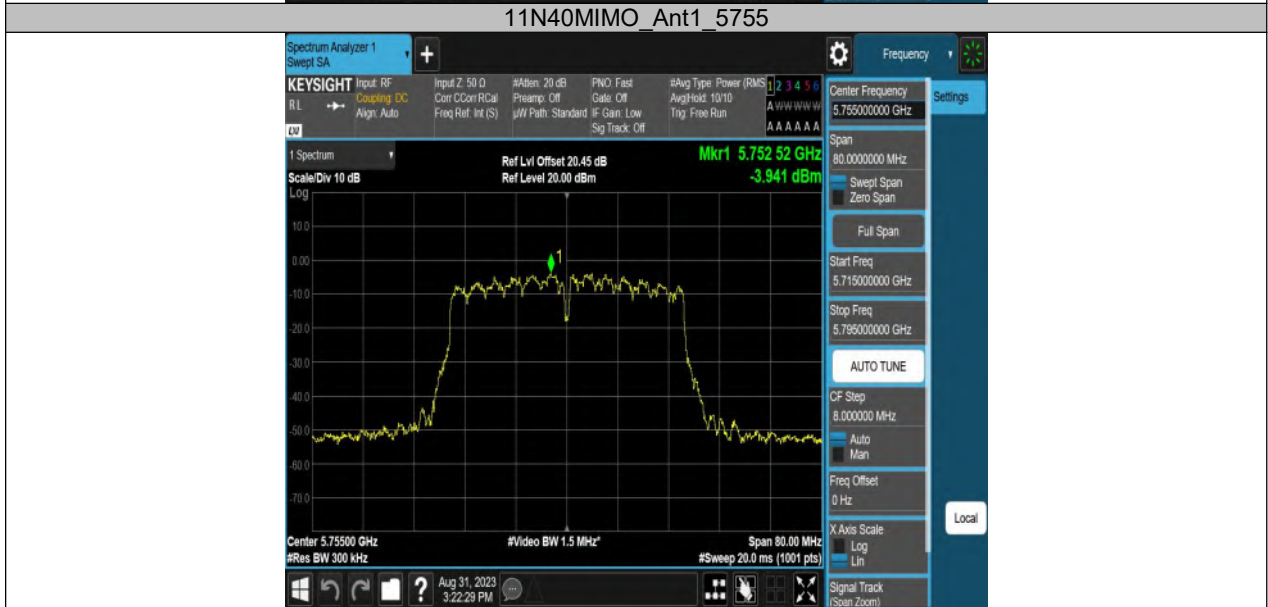 11N40MIMO_Ant1_5755
Spectrum Analyzer 1
Swept SA
+
Frequency
KEYSIGHT
RL
LXI
Input: RF
Coupling: DC
Align: Auto
Input Z: 50 Ω
Corr CCorr RCal
Freq Ref: Int (S)
#Atten: 20 dB
Preamp: Off
µW Path: Standard
PNO: Fast
Gate: Off
IF Gain: Low
Sig Track: Off
#Avg Type: Power (RMS
Avg|Hold: 10/10
Trig: Free Run
1 2 3 4 5 6
A W W W W W
A A A A A A
1 Spectrum
Scale/Div 10 dB
Log
Ref Lvl Offset 20.45 dB
Ref Level 20.00 dBm
Mkr1 5.752 52 GHz
-3.941 dBm
10.0
0.00
-10.0
-20.0
-30.0
-40.0
-50.0
-60.0
-70.0
1
Center 5.75500 GHz
#Res BW 300 kHz
#Video BW 1.5 MHz*
Span 80.00 MHz
#Sweep 20.0 ms (1001 pts)
?
Aug 31, 2023
3:22:29 PM
Center Frequency
5.755000000 GHz
Span
80.0000000 MHz
Swept Span
Zero Span
Full Span
Start Freq
5.715000000 GHz
Stop Freq
5.795000000 GHz
AUTO TUNE
CF Step
8.000000 MHz
Auto
Man
Freq Offset
0 Hz
X Axis Scale
Log
Lin
Signal Track
(Span Zoom)
Settings
Local